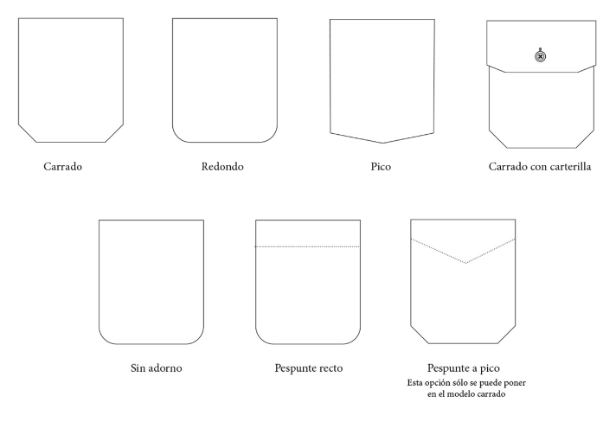 Carrado
Redondo
Pico
Carrado con carterilla
Sin adorno
Pespunte recto
Pespunte a pico
Esta opción sólo se puede poner
en el modelo carrado